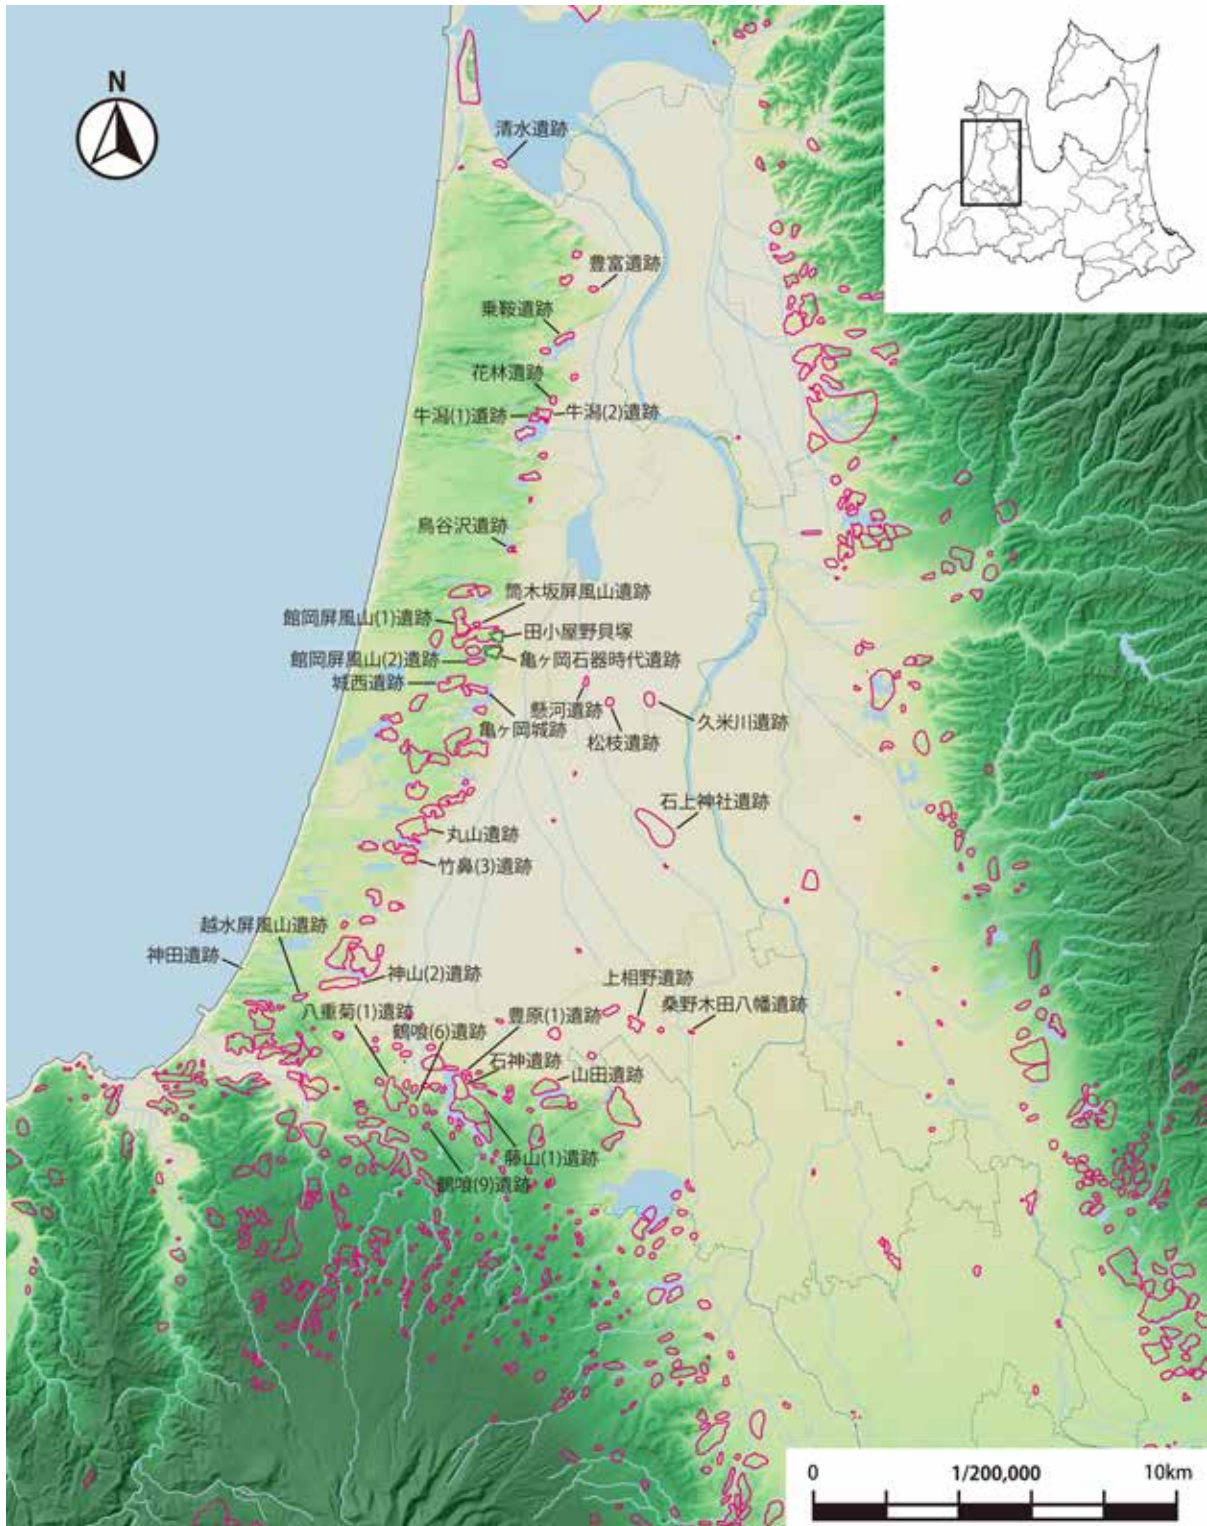 N
清水遺跡
豊富遺跡
乗鞍遺跡
花林遺跡
牛潟(1)遺跡
牛潟(2)遺跡
鳥谷沢遺跡
筒木坂屏風山遺跡
館岡屏風山(1)遺跡
田小屋野貝塚
館岡屏風山(2)遺跡
亀ヶ岡石器時代遺跡
城西遺跡
懸河遺跡
久米川遺跡
亀ヶ岡城跡
松枝遺跡
石上神社遺跡
丸山遺跡
竹鼻(3)遺跡
越水屏風山遺跡
神田遺跡
神山(2)遺跡
上相野遺跡
桑野木田八幡遺跡
八重菊(1)遺跡
豊原(1)遺跡
鶴喰(6)遺跡
石神遺跡
山田遺跡
藤山(1)遺跡
鶴喰(9)遺跡
0 1/200,000 10km